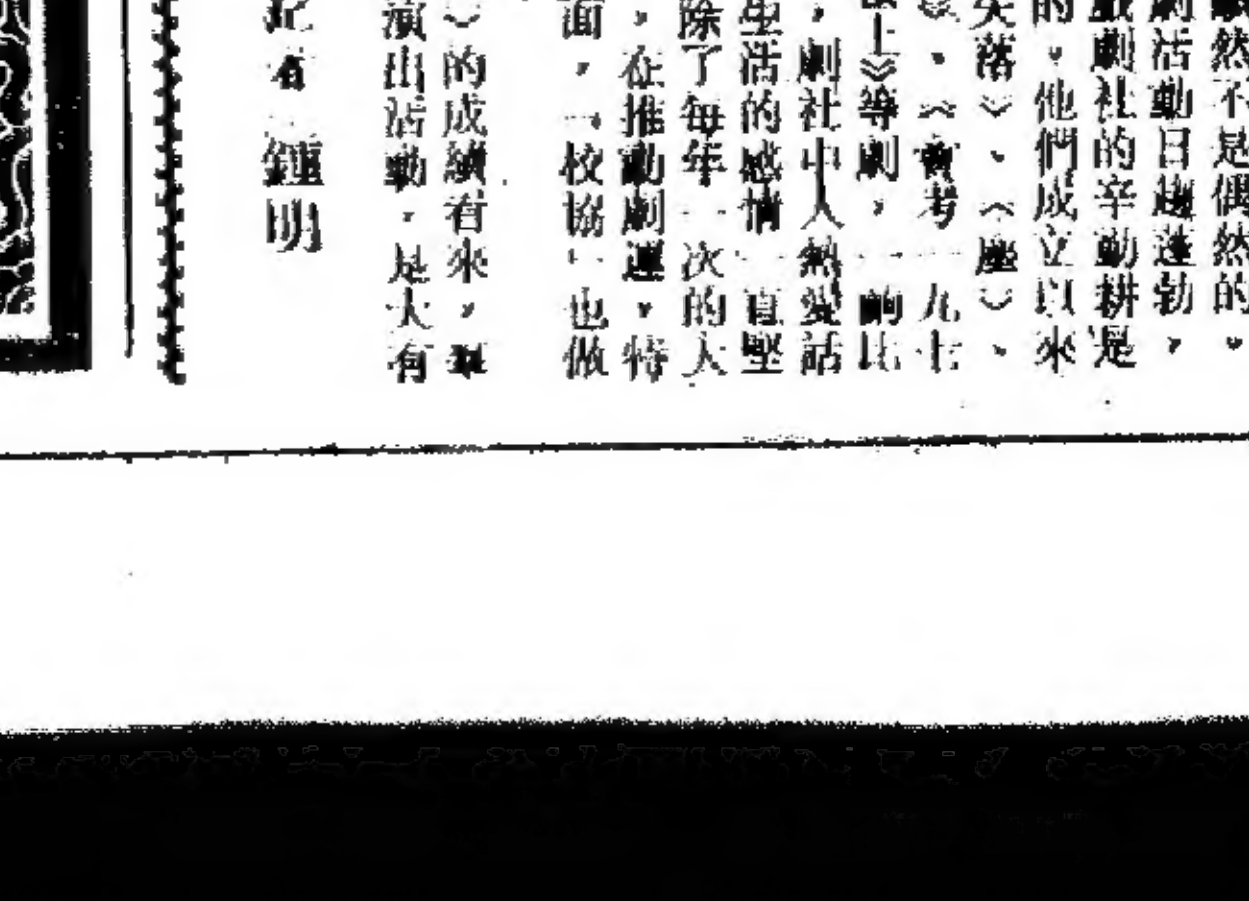 然不是偶然的，
劇活動日趨蓬勃，
劇社的辛勤耕是
的，他們成立以來
失落》、《座》、
》、《會考一九七
上》等劇，一齣比
，劇社中人熱愛話
生活的感情一直堅
除了每年一次的大
，在推動劇運，特
面，「校協」也做
》的成績看來，
演出活動，是大有
記者 鍾明